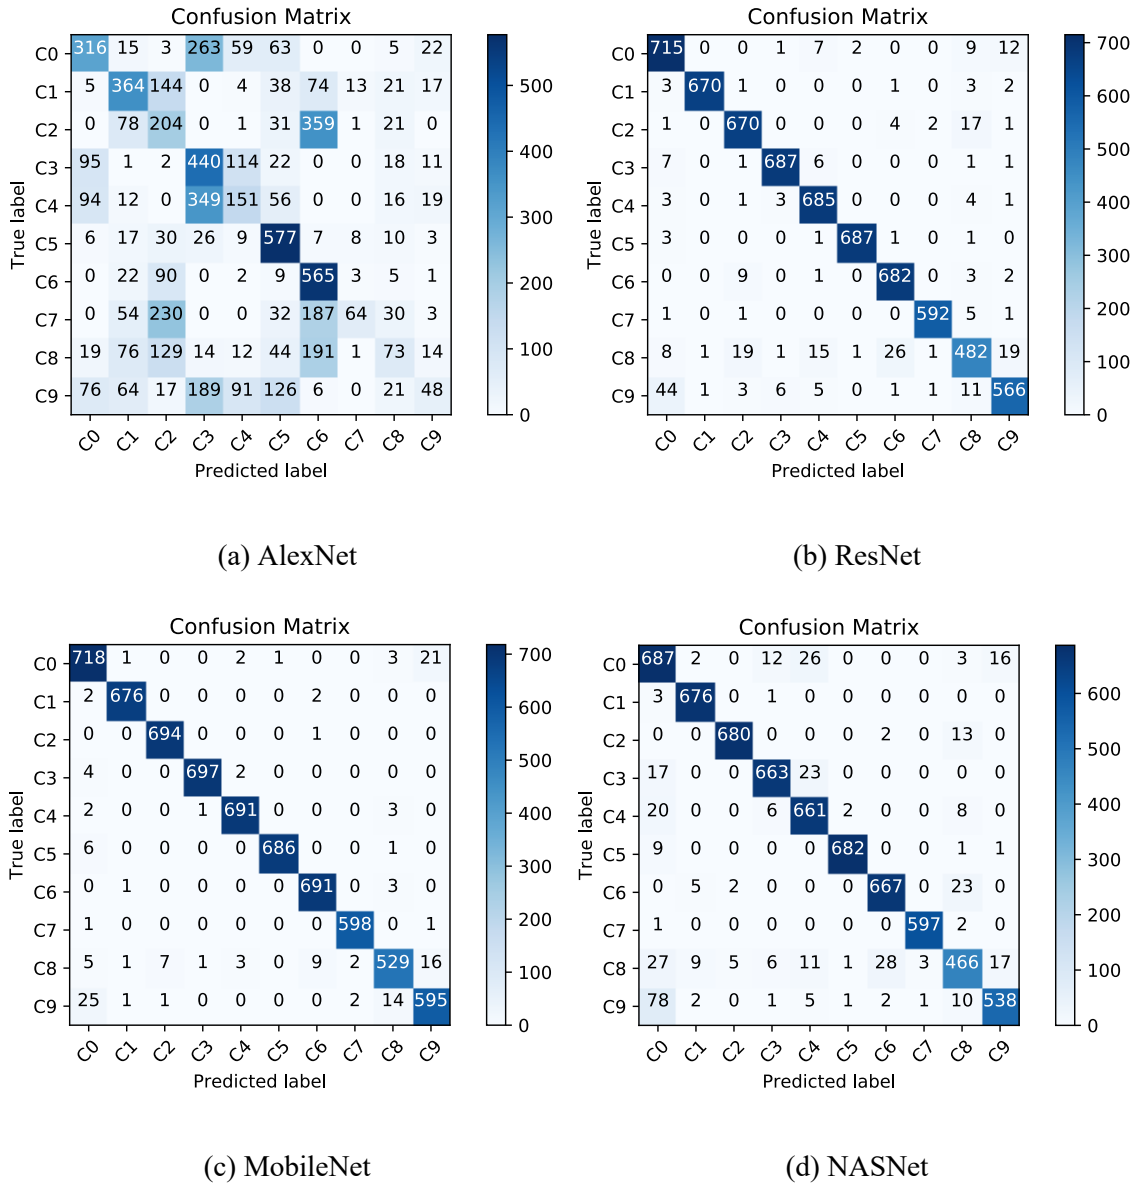 Confusion Matrix
C0 316 15 3 263 59 63 0 0 5 22
C1 5 364 144 0 4 38 74 13 21 17
C2 0 78 204 0 1 31 359 1 21 0
C3 95 1 2 440 114 22 0 0 18 11
C4 94 12 0 349 151 56 0 0 16 19
C5 6 17 30 26 9 577 7 8 10 3
C6 0 22 90 0 2 9 565 3 5 1
C7 0 54 230 0 0 32 187 64 30 3
C8 19 76 129 14 12 44 191 1 73 14
C9 76 64 17 189 91 126 6 0 21 48
C0 C1 C2 C3 C4 C5 C6 C7 C8 C9
True label
Predicted label
500
400
300
200
100
0
(a) AlexNet
Confusion Matrix
C0 715 0 0 1 7 2 0 0 9 12
C1 3 670 1 0 0 0 1 0 3 2
C2 1 0 670 0 0 0 4 2 17 1
C3 7 0 1 687 6 0 0 0 1 1
C4 3 0 1 3 685 0 0 0 4 1
C5 3 0 0 0 1 687 1 0 1 0
C6 0 0 9 0 1 0 682 0 3 2
C7 1 0 1 0 0 0 0 592 5 1
C8 8 1 19 1 15 1 26 1 482 19
C9 44 1 3 6 5 0 1 1 11 566
C0 C1 C2 C3 C4 C5 C6 C7 C8 C9
True label
Predicted label
700
600
500
400
300
200
100
0
(b) ResNet
Confusion Matrix
C0 718 1 0 0 2 1 0 0 3 21
C1 2 676 0 0 0 0 2 0 0 0
C2 0 0 694 0 0 0 1 0 0 0
C3 4 0 0 697 2 0 0 0 0 0
C4 2 0 0 1 691 0 0 0 3 0
C5 6 0 0 0 0 686 0 0 1 0
C6 0 1 0 0 0 0 691 0 3 0
C7 1 0 0 0 0 0 0 598 0 1
C8 5 1 7 1 3 0 9 2 529 16
C9 25 1 1 0 0 0 0 2 14 595
C0 C1 C2 C3 C4 C5 C6 C7 C8 C9
True label
Predicted label
700
600
500
400
300
200
100
0
(c) MobileNet
Confusion Matrix
C0 687 2 0 12 26 0 0 0 3 16
C1 3 676 0 1 0 0 0 0 0 0
C2 0 0 680 0 0 0 2 0 13 0
C3 17 0 0 663 23 0 0 0 0 0
C4 20 0 0 6 661 2 0 0 8 0
C5 9 0 0 0 0 682 0 0 1 1
C6 0 5 2 0 0 0 667 0 23 0
C7 1 0 0 0 0 0 0 597 2 0
C8 27 9 5 6 11 1 28 3 466 17
C9 78 2 0 1 5 1 2 1 10 538
C0 C1 C2 C3 C4 C5 C6 C7 C8 C9
True label
Predicted label
600
500
400
300
200
100
0
(d) NASNet